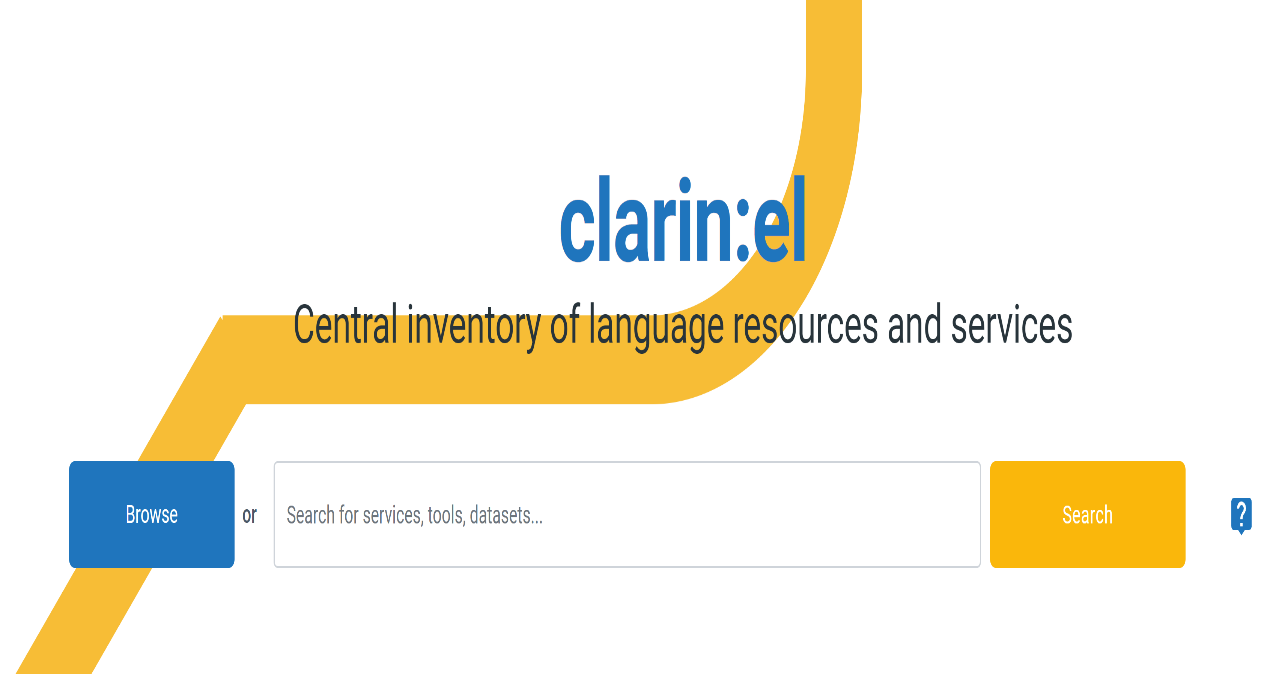 clarin:el
Central inventory of language resources and services
Browse or Search for services, tools, datasets... Search ?